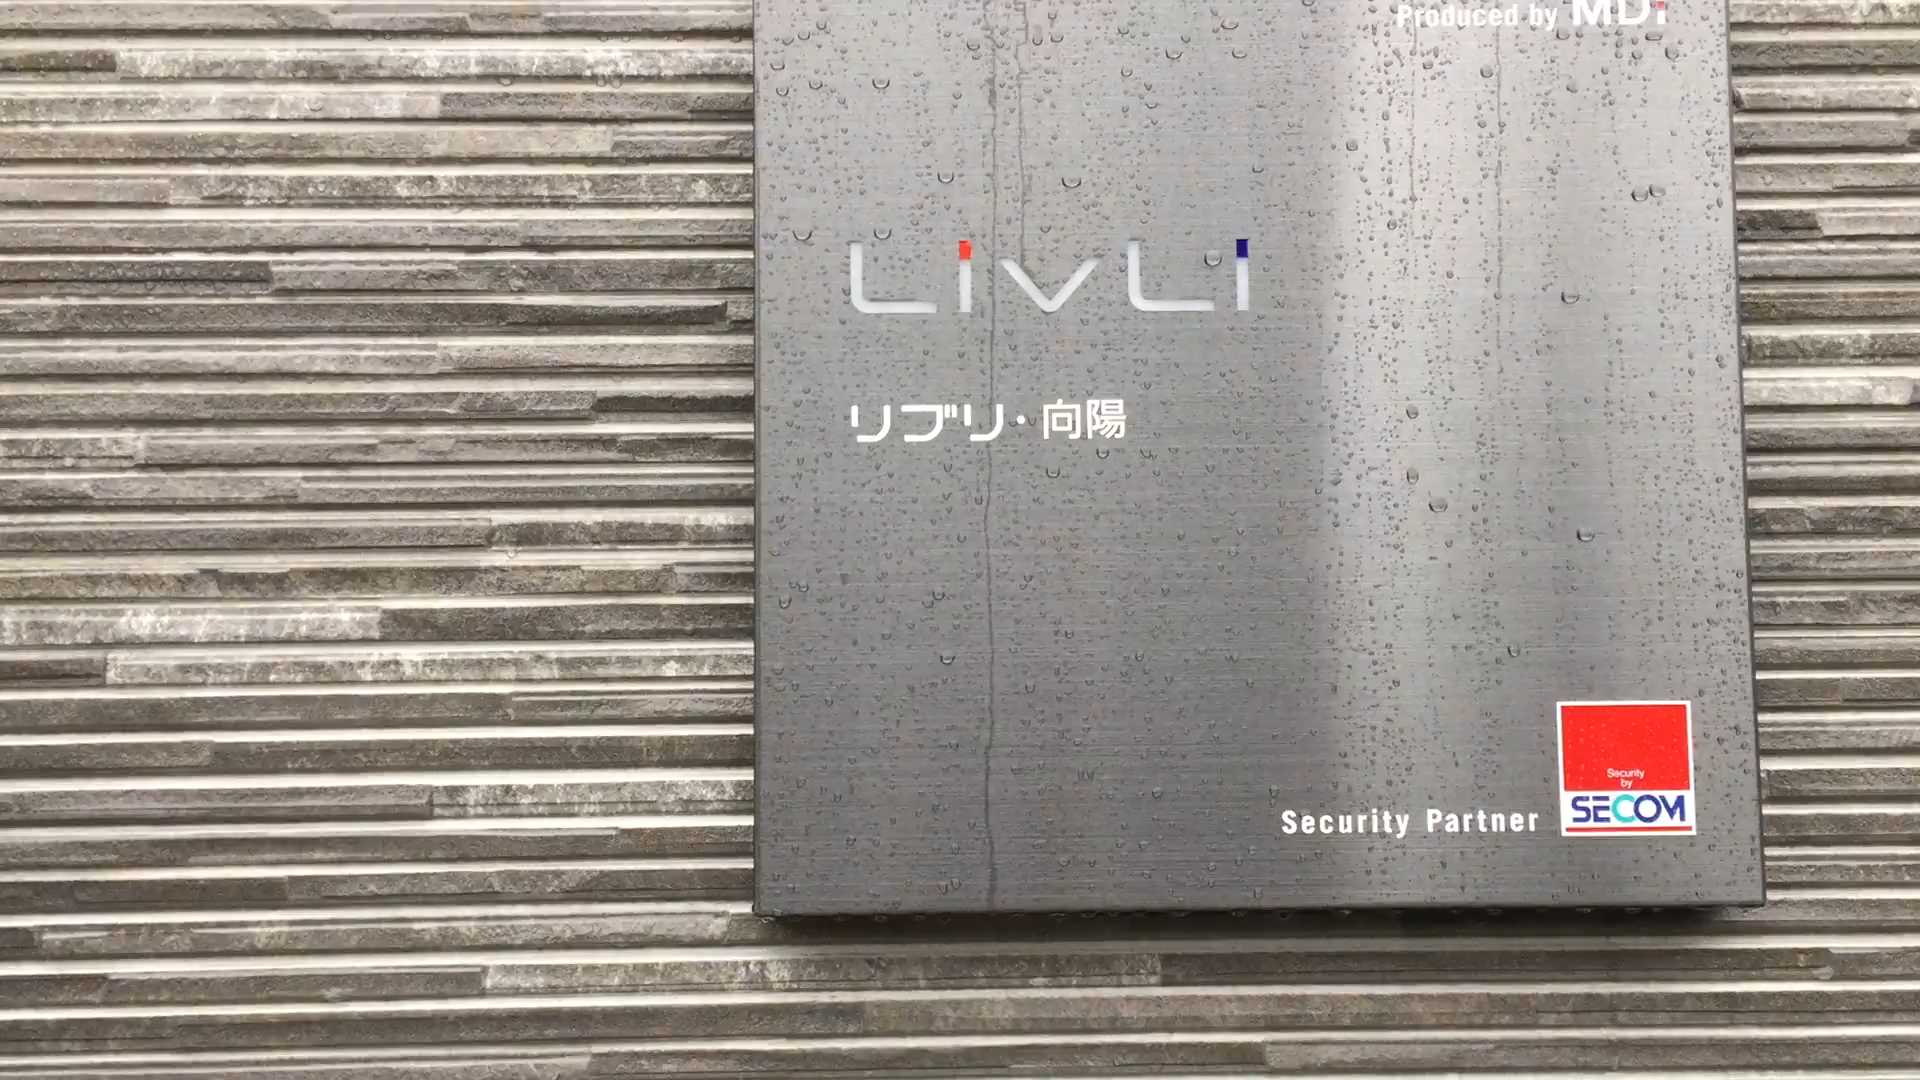 Produced by MDi
LivLi
リブリ・向陽
Security
by
SECOM
Security Partner